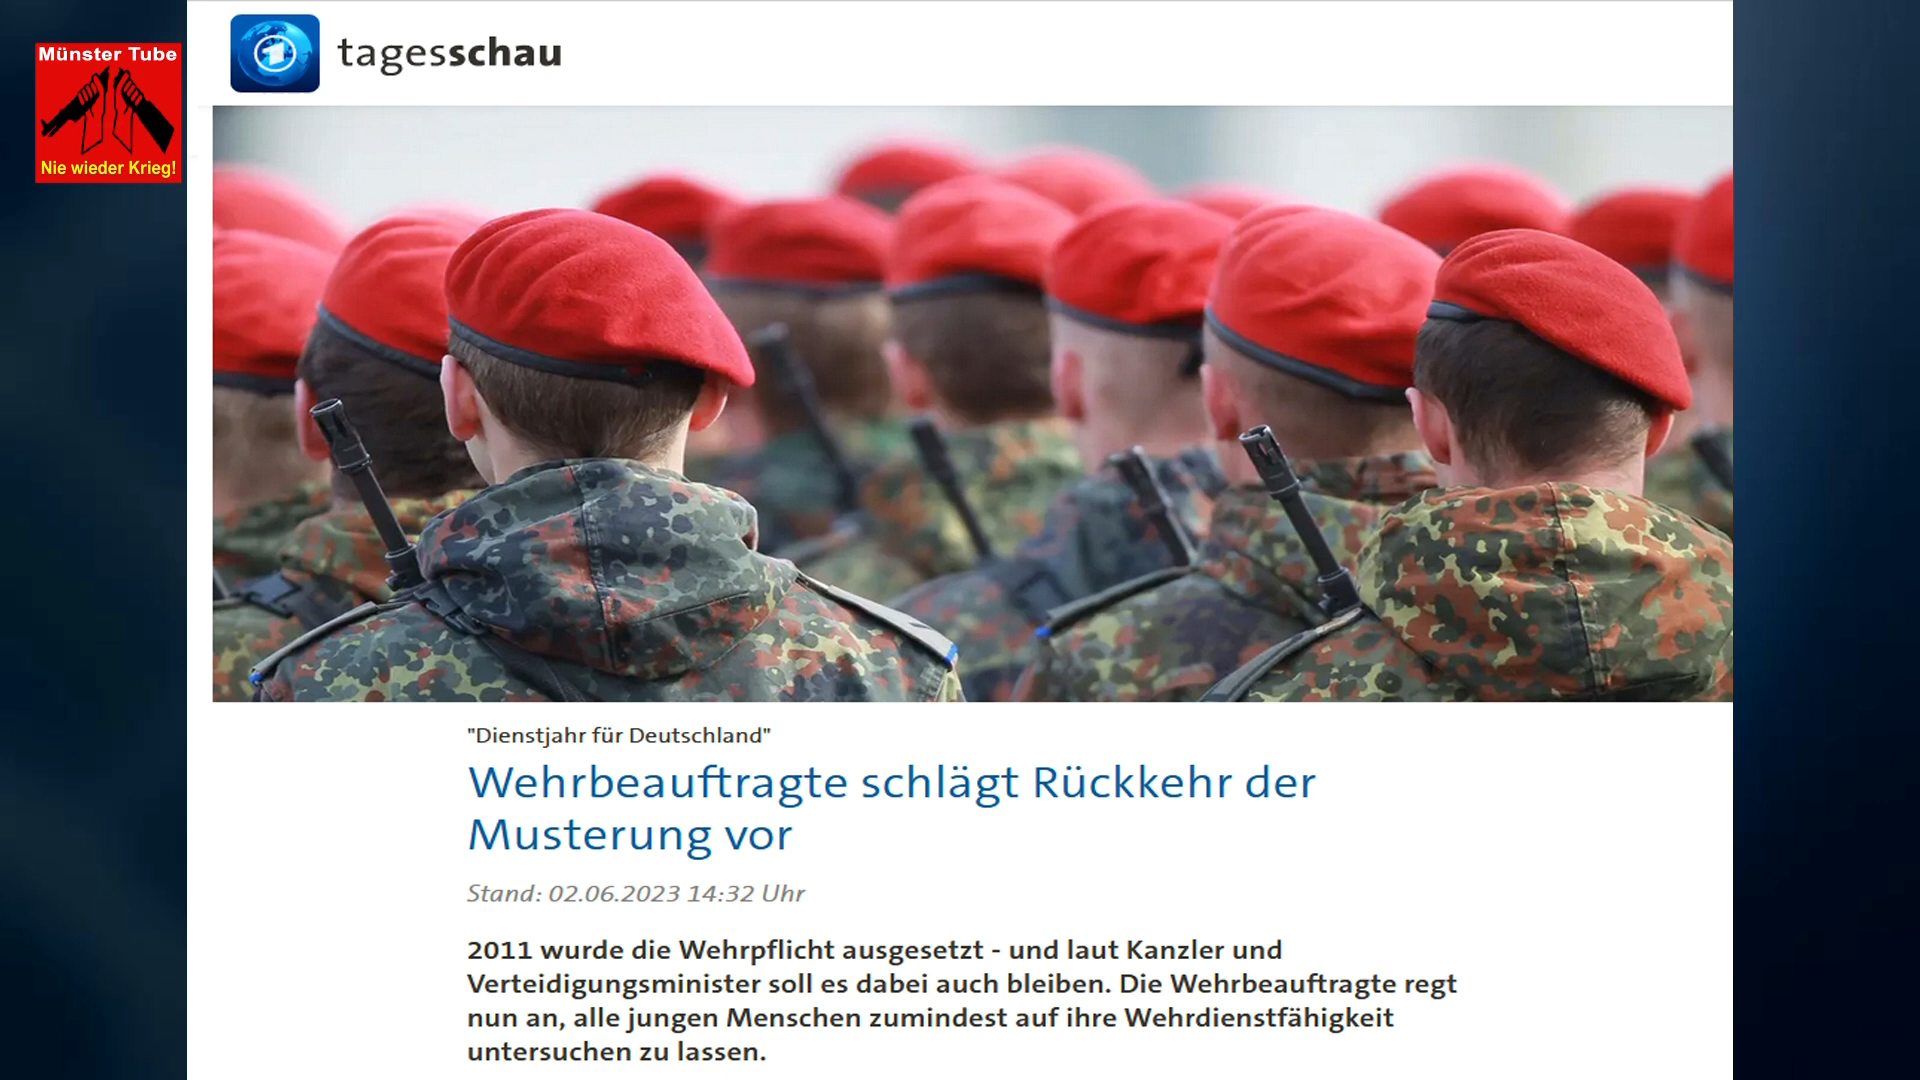 Münster Tube
Nie wieder Krieg!
1
tagesschau
"Dienstjahr für Deutschland"
Wehrbeauftragte schlägt Rückkehr der
Musterung vor
Stand: 02.06.2023 14:32 Uhr
2011 wurde die Wehrpflicht ausgesetzt - und laut Kanzler und
Verteidigungsminister soll es dabei auch bleiben. Die Wehrbeauftragte regt
nun an, alle jungen Menschen zumindest auf ihre Wehrdienstfähigkeit
untersuchen zu lassen.